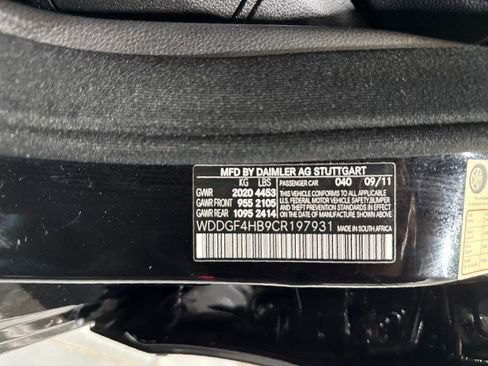 MFD BY DAIMLER AG STUTTGART
KG LBS PASSENGER CAR 040 09/11
GVWR 2020 4453
GAWR FRONT 955 2105
GAWR REAR 1095 2414
THIS VEHICLE CONFORMS TO ALL APPLICABLE
U.S. FEDERAL MOTOR VEHICLE SAFETY, BUMPER
AND THEFT PREVENTION STANDARDS IN EFFECT
ON THE DATE OF MANUFACTURE SHOWN ABOVE.
WDDGF4HB9CR197931 MADE IN SOUTH AFRICA